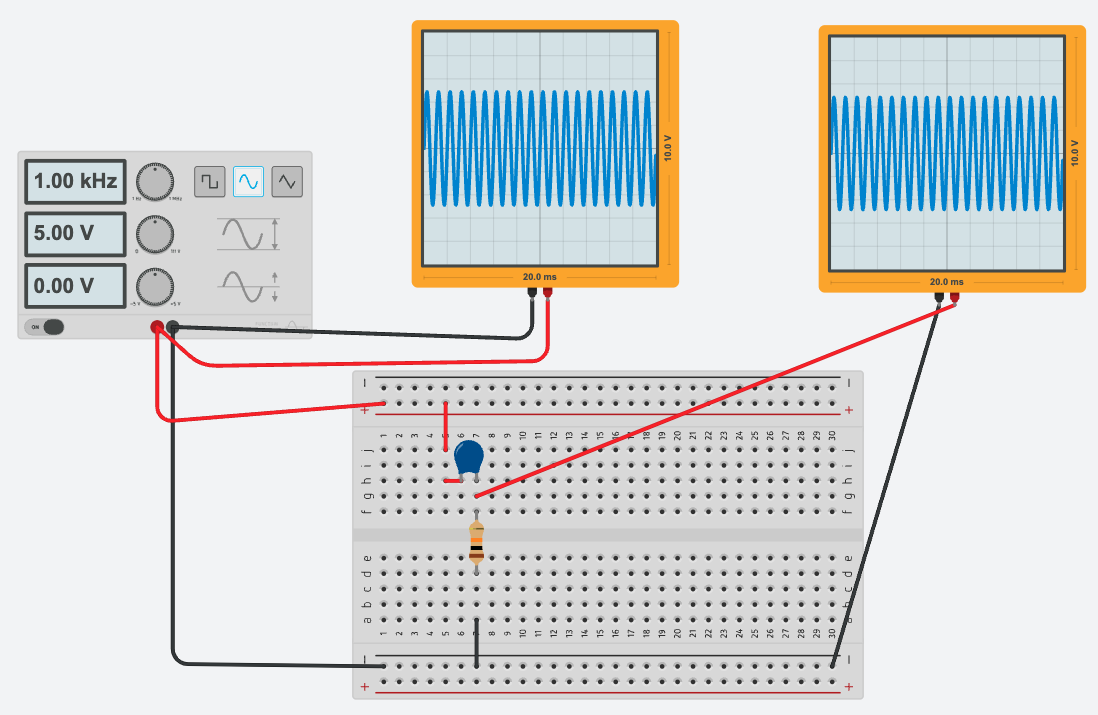 1.00 kHz
1 Hz 1 MHz
5.00 V
0.00 V
-5 V +5 V
ON
10.0 V
20.0 ms
10.0 V
20.0 ms
1 2 3 4 5 6 7 8 9 10 11 12 13 14 15 16 17 18 19 20 21 22 23 24 25 26 27 28 29 30
j j
i i
h h
g g
f f
e e
d d
c c
b b
a a
1 2 3 4 5 6 7 8 9 10 11 12 13 14 15 16 17 18 19 20 21 22 23 24 25 26 27 28 29 30